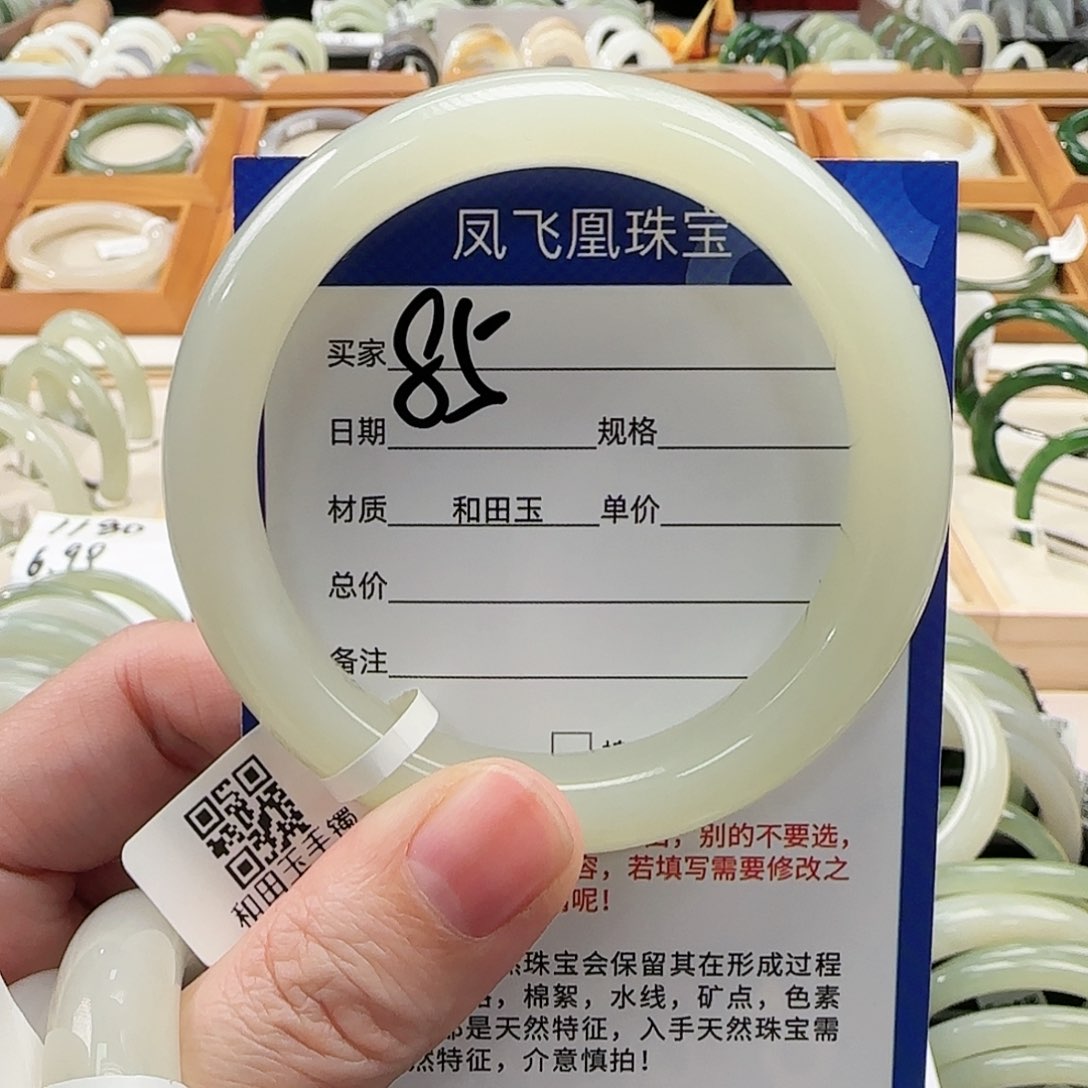 凤飞凰珠宝
买家 85
日期 规格
材质 和田玉 单价
总价
备注
1180
6.99
和田玉手镯
，别的不要选，
容，若填写需要修改之
呢！
珠宝会保留其在形成过程
，棉絮，水线，矿点，色素
是天然特征，入手天然珠宝需
然特征，介意慎拍！